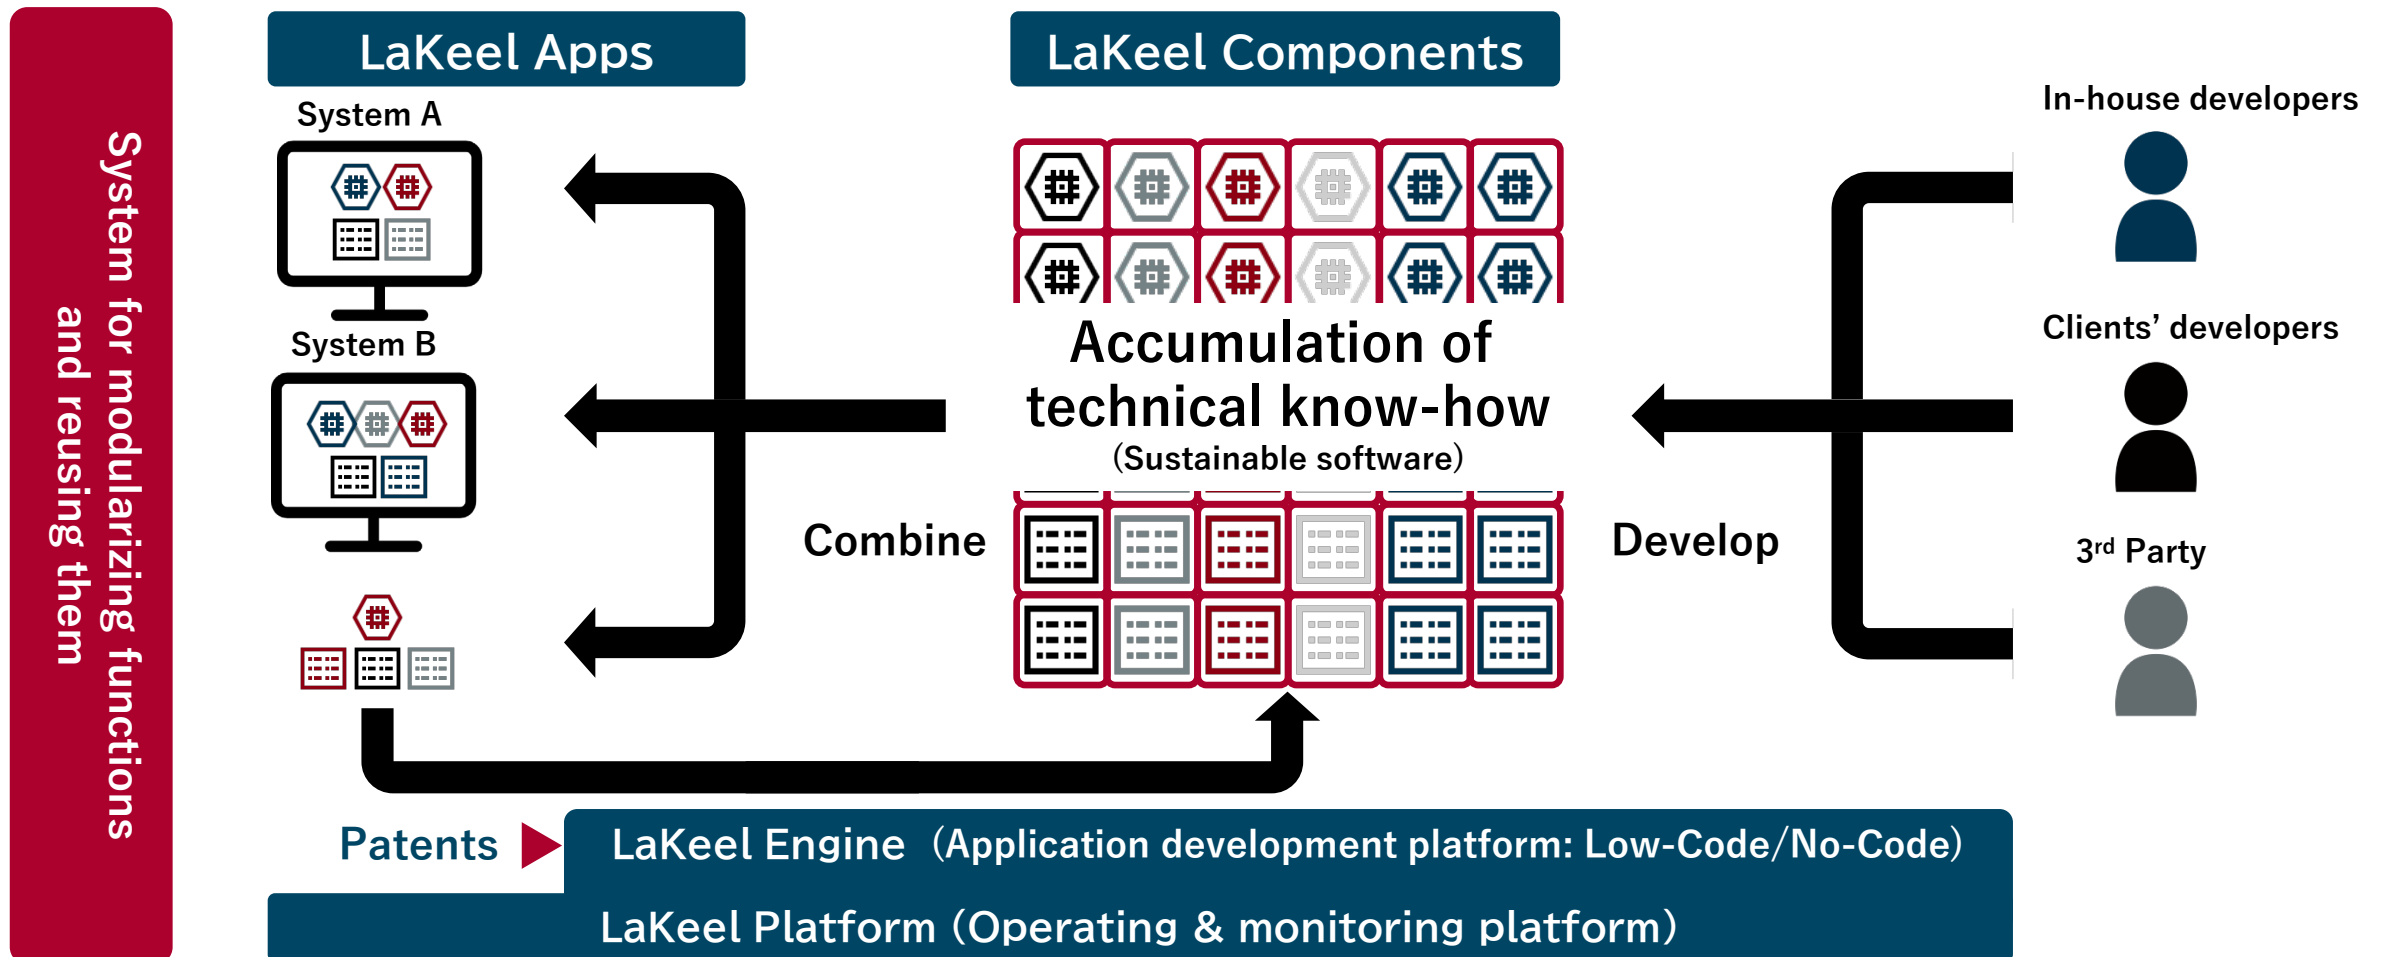 System for modularizing functions
and reusing them
LaKeel Apps
System A
System B
LaKeel Components
Accumulation of
technical know-how
(Sustainable software)
Combine
Develop
In-house developers
Clients’ developers
3rd Party
Patents
LaKeel Engine (Application development platform: Low-Code/No-Code)
LaKeel Platform (Operating & monitoring platform)